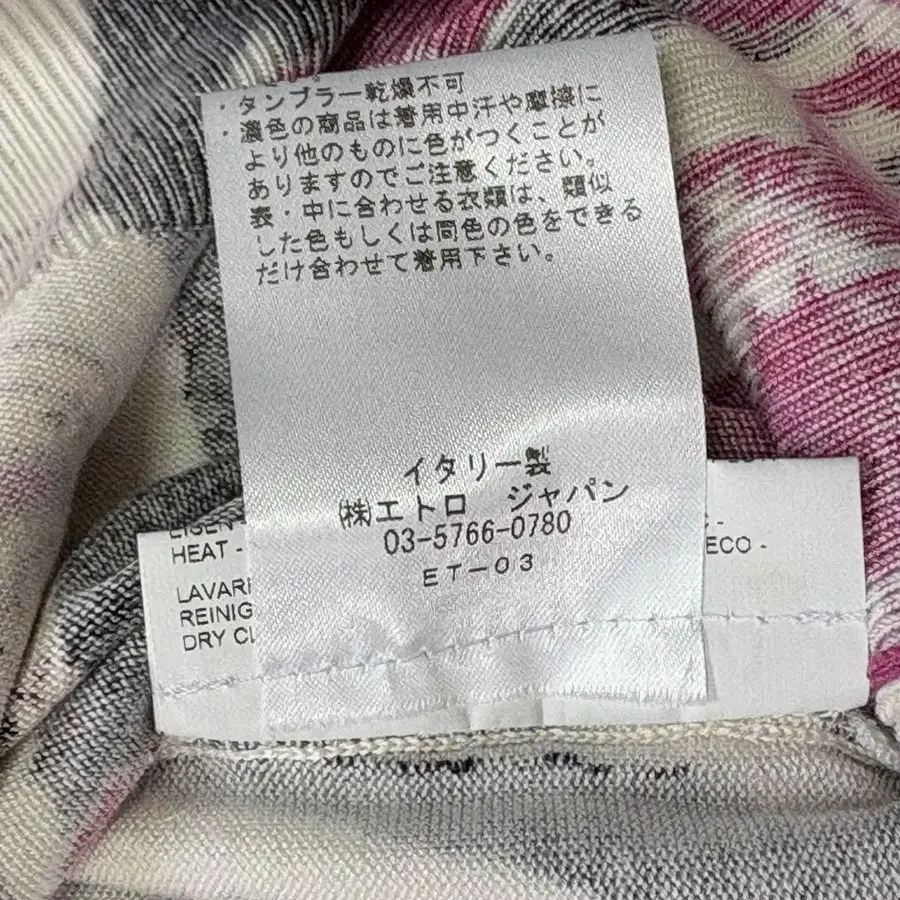 ・タンブラー乾燥不可
・濃色の商品は着用中汗や摩擦に
より他のものに色がつくことが
ありますのでご注意ください。
表・中に合わせる衣類は、類似
した色もしくは同色の色をできる
だけ合わせて着用下さい。
イタリー製
㈱エトロ ジャパン
03-5766-0780
ET-03
HEAT -
ECO -
LAVARE
REINIG
DRY CL